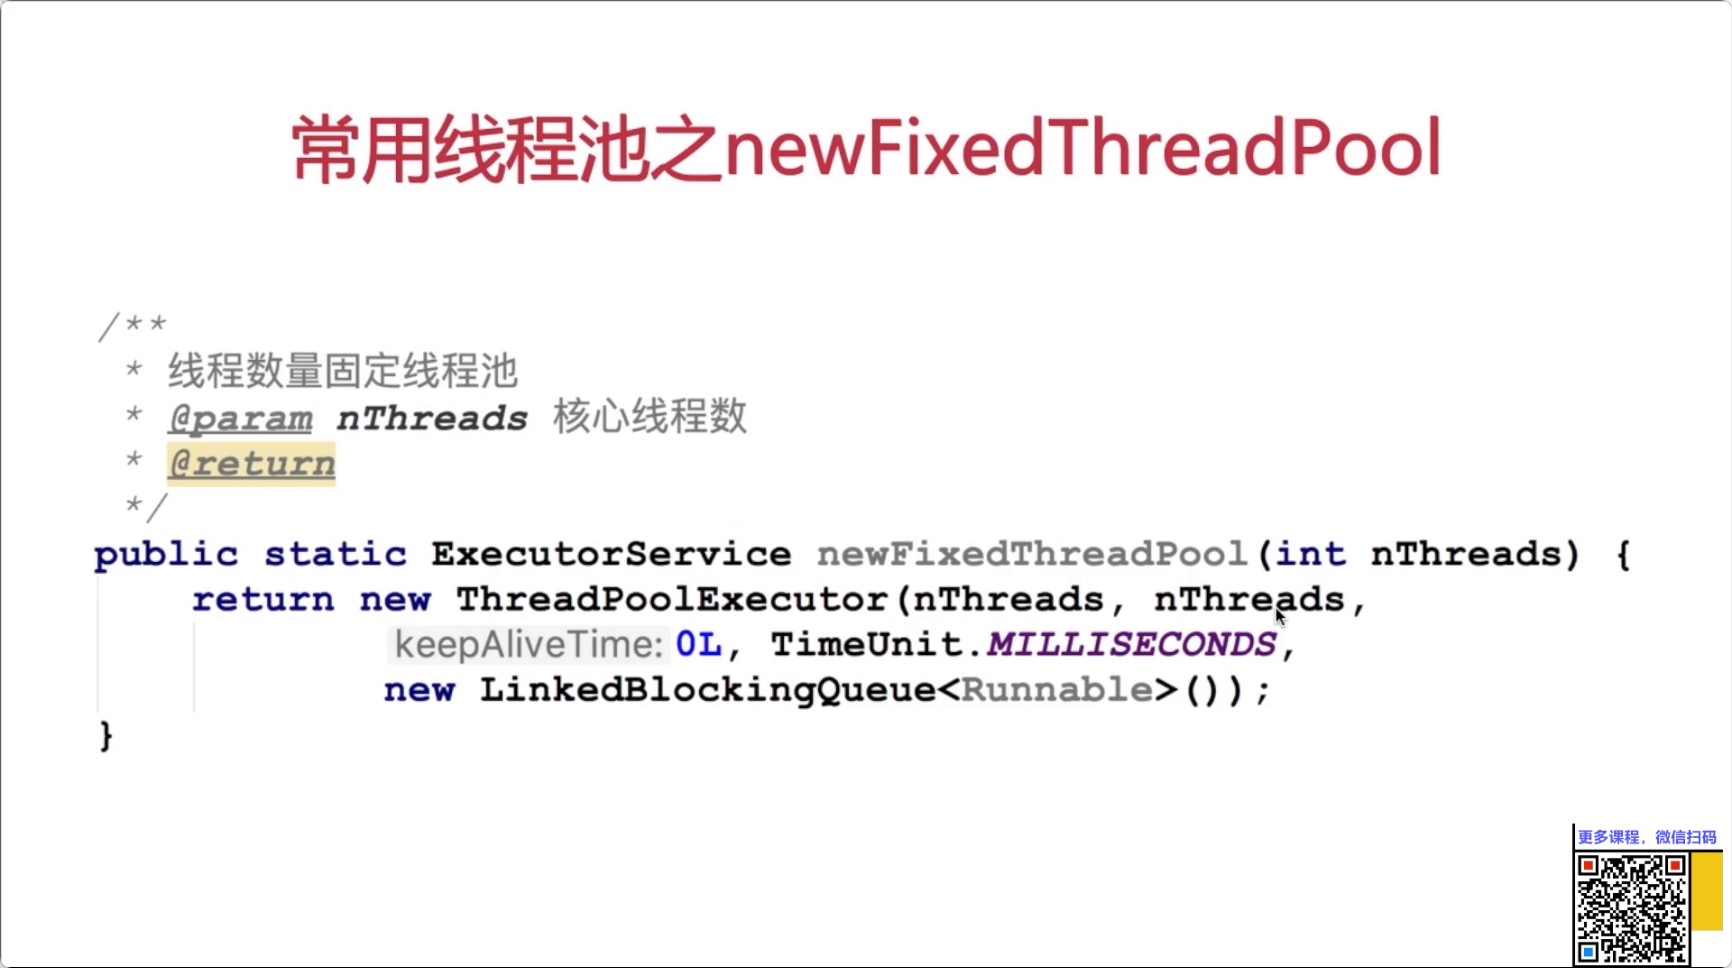 常用线程池之newFixedThreadPool
/**
* 线程数量固定线程池
* @param nThreads 核心线程数
* @return
*/
public static ExecutorService newFixedThreadPool(int nThreads) {
return new ThreadPoolExecutor(nThreads, nThreads,
keepAliveTime: 0L, TimeUnit.MILLISECONDS,
new LinkedBlockingQueue<Runnable>());
}
更多课程，微信扫码